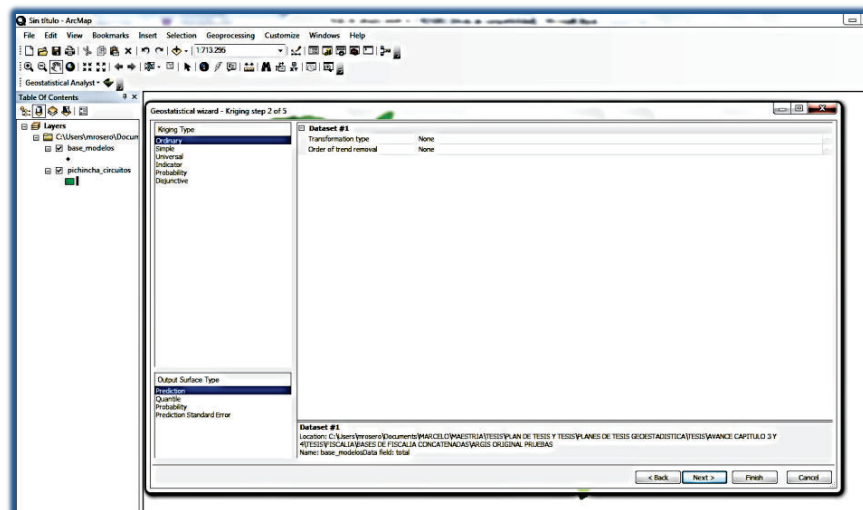 Sin título - ArcMap
File Edit View Bookmarks Insert Selection Geoprocessing Customize Windows Help
1:713.295
Geostatistical Analyst
Table Of Contents
Layers
C:\Users\mrosero\Docum
base_modelos
pichincha_circuitos
Geostatistical wizard - Kriging step 2 of 5
Kriging Type
Ordinary
Simple
Universal
Indicator
Probability
Disjunctive
Dataset #1
Transformation type None
Order of trend removal None
Output Surface Type
Prediction
Quantile
Probability
Prediction Standard Error
Dataset #1
Location: C:\Users\mrosero\Documents\MARCELO\MAESTRIA\TESIS\PLAN DE TESIS Y TESIS\PLANES DE TESIS GEOESTADISTICA\TESIS\AVANCE CAPITULO 3 Y
4\TESIS\FISCALIA\BASES DE FISCALIA CONCATENADAS\ARGIS ORIGINAL PRUEBAS
Name: base_modelosData field: total
< Back Next > Finish Cancel